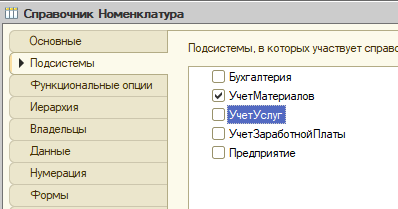 Справочник Номенклатура
Основные
Подсистемы
Функциональные опции
Иерархия
Владельцы
Данные
Нумерация
Формы
Подсистемы, в которых участвует справо
Бухгалтерия
УчетМатериалов
УчетУслуг
УчетЗаработнойПлаты
Предприятие